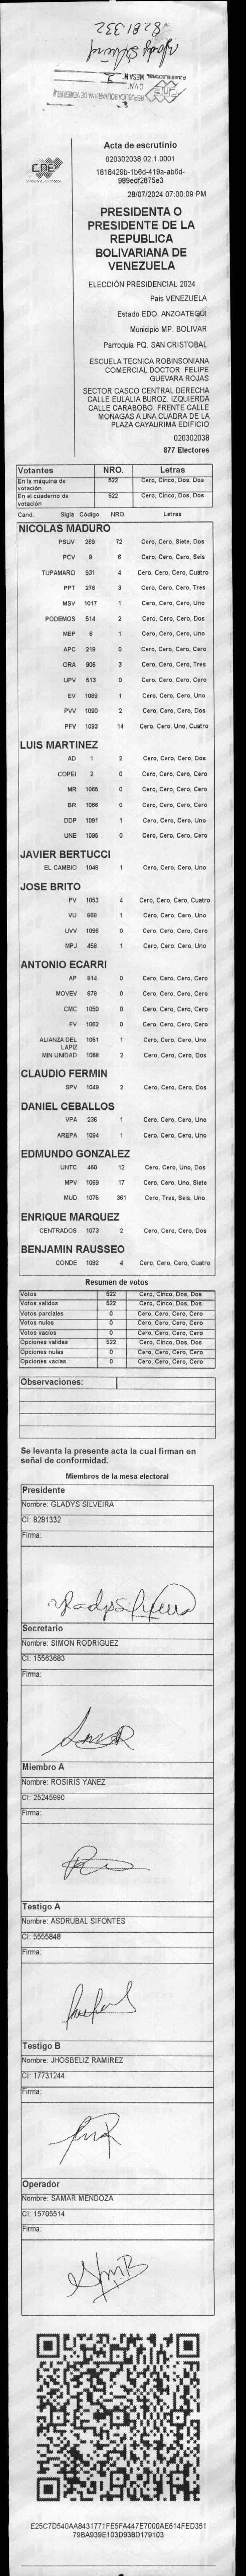 8281332
Gladys Silveira
REPUBLICA BOLIVARIANA DE VENEZUELA
CNE
Acta de escrutinio
020302038.02.1.0001
1818429b-1b6d-419a-ab6d-
989edf2875e3
28/07/2024 07:00:09 PM
PRESIDENTA O
PRESIDENTE DE LA
REPUBLICA
BOLIVARIANA DE
VENEZUELA
ELECCIÓN PRESIDENCIAL 2024
Pais VENEZUELA
Estado EDO. ANZOATEGUI
Municipio MP. BOLIVAR
Parroquia PQ. SAN CRISTOBAL
ESCUELA TECNICA ROBINSONIANA
COMERCIAL DOCTOR FELIPE
GUEVARA ROJAS
SECTOR CASCO CENTRAL DERECHA
CALLE EULALIA BUROZ. IZQUIERDA
CALLE CARABOBO. FRENTE CALLE
MONAGAS A UNA CUADRA DE LA
PLAZA CAYAURIMA EDIFICIO
020302038
877 Electores
Votantes NRO. Letras
En la máquina de votación 522 Cero, Cinco, Dos, Dos
En el cuaderno de votación 522 Cero, Cinco, Dos, Dos
Cand. Sigla Código NRO. Letras
NICOLAS MADURO
PSUV 269 72 Cero, Cero, Siete, Dos
PCV 9 6 Cero, Cero, Cero, Seis
TUPAMARO 931 4 Cero, Cero, Cero, Cuatro
PPT 276 3 Cero, Cero, Cero, Tres
MSV 1017 1 Cero, Cero, Cero, Uno
PODEMOS 514 2 Cero, Cero, Cero, Dos
MEP 6 1 Cero, Cero, Cero, Uno
APC 219 0 Cero, Cero, Cero, Cero
ORA 906 3 Cero, Cero, Cero, Tres
UPV 513 0 Cero, Cero, Cero, Cero
EV 1089 1 Cero, Cero, Cero, Uno
PVV 1090 2 Cero, Cero, Cero, Dos
PFV 1093 14 Cero, Cero, Uno, Cuatro
LUIS MARTINEZ
AD 1 2 Cero, Cero, Cero, Dos
COPEI 2 0 Cero, Cero, Cero, Cero
MR 1065 0 Cero, Cero, Cero, Cero
BR 1066 0 Cero, Cero, Cero, Cero
DDP 1091 1 Cero, Cero, Cero, Uno
UNE 1095 0 Cero, Cero, Cero, Cero
JAVIER BERTUCCI
EL CAMBIO 1048 1 Cero, Cero, Cero, Uno
JOSE BRITO
PV 1053 4 Cero, Cero, Cero, Cuatro
VU 968 1 Cero, Cero, Cero, Uno
UVV 1096 0 Cero, Cero, Cero, Cero
MPJ 458 1 Cero, Cero, Cero, Uno
ANTONIO ECARRI
AP 914 0 Cero, Cero, Cero, Cero
MOVEV 979 0 Cero, Cero, Cero, Cero
CMC 1050 0 Cero, Cero, Cero, Cero
FV 1062 0 Cero, Cero, Cero, Cero
ALIANZA DEL LAPIZ 1061 1 Cero, Cero, Cero, Uno
MIN UNIDAD 1068 2 Cero, Cero, Cero, Dos
CLAUDIO FERMIN
SPV 1049 2 Cero, Cero, Cero, Dos
DANIEL CEBALLOS
VPA 236 1 Cero, Cero, Cero, Uno
AREPA 1094 1 Cero, Cero, Cero, Uno
EDMUNDO GONZALEZ
UNTC 460 12 Cero, Cero, Uno, Dos
MPV 1069 17 Cero, Cero, Uno, Siete
MUD 1075 361 Cero, Tres, Seis, Uno
ENRIQUE MARQUEZ
CENTRADOS 1073 2 Cero, Cero, Cero, Dos
BENJAMIN RAUSSEO
CONDE 1092 4 Cero, Cero, Cero, Cuatro
Resumen de votos
Votos 522 Cero, Cinco, Dos, Dos
Votos validos 522 Cero, Cinco, Dos, Dos
Votos parciales 0 Cero, Cero, Cero, Cero
Votos nulos 0 Cero, Cero, Cero, Cero
Votos vacios 0 Cero, Cero, Cero, Cero
Opciones validas 522 Cero, Cinco, Dos, Dos
Opciones nulas 0 Cero, Cero, Cero, Cero
Opciones vacias 0 Cero, Cero, Cero, Cero
Observaciones:
Se levanta la presente acta la cual firman en
señal de conformidad.
Miembros de la mesa electoral
Presidente
Nombre: GLADYS SILVEIRA
CI: 8281332
Firma:
Gladys Silveira
Secretario
Nombre: SIMON RODRIGUEZ
CI: 15563683
Firma:
Miembro A
Nombre: ROSIRIS YANEZ
CI: 25245990
Firma:
Testigo A
Nombre: ASDRUBAL SIFONTES
CI: 5555848
Firma:
Testigo B
Nombre: JHOSBELIZ RAMIREZ
CI: 17731244
Firma:
Operador
Nombre: SAMAR MENDOZA
CI: 15705514
Firma:
E25C7D540AA8431771FE5FA447E7000AE814FED351
79BA939E103D938D179103